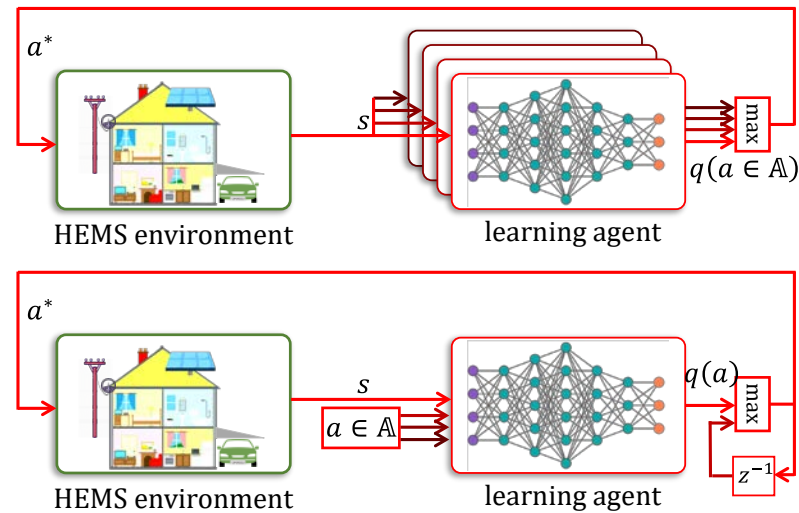 a*
s
max
q(a ∈ 𝔸)
HEMS environment
learning agent
a*
s
q(a)
max
a ∈ 𝔸
z⁻¹
HEMS environment
learning agent